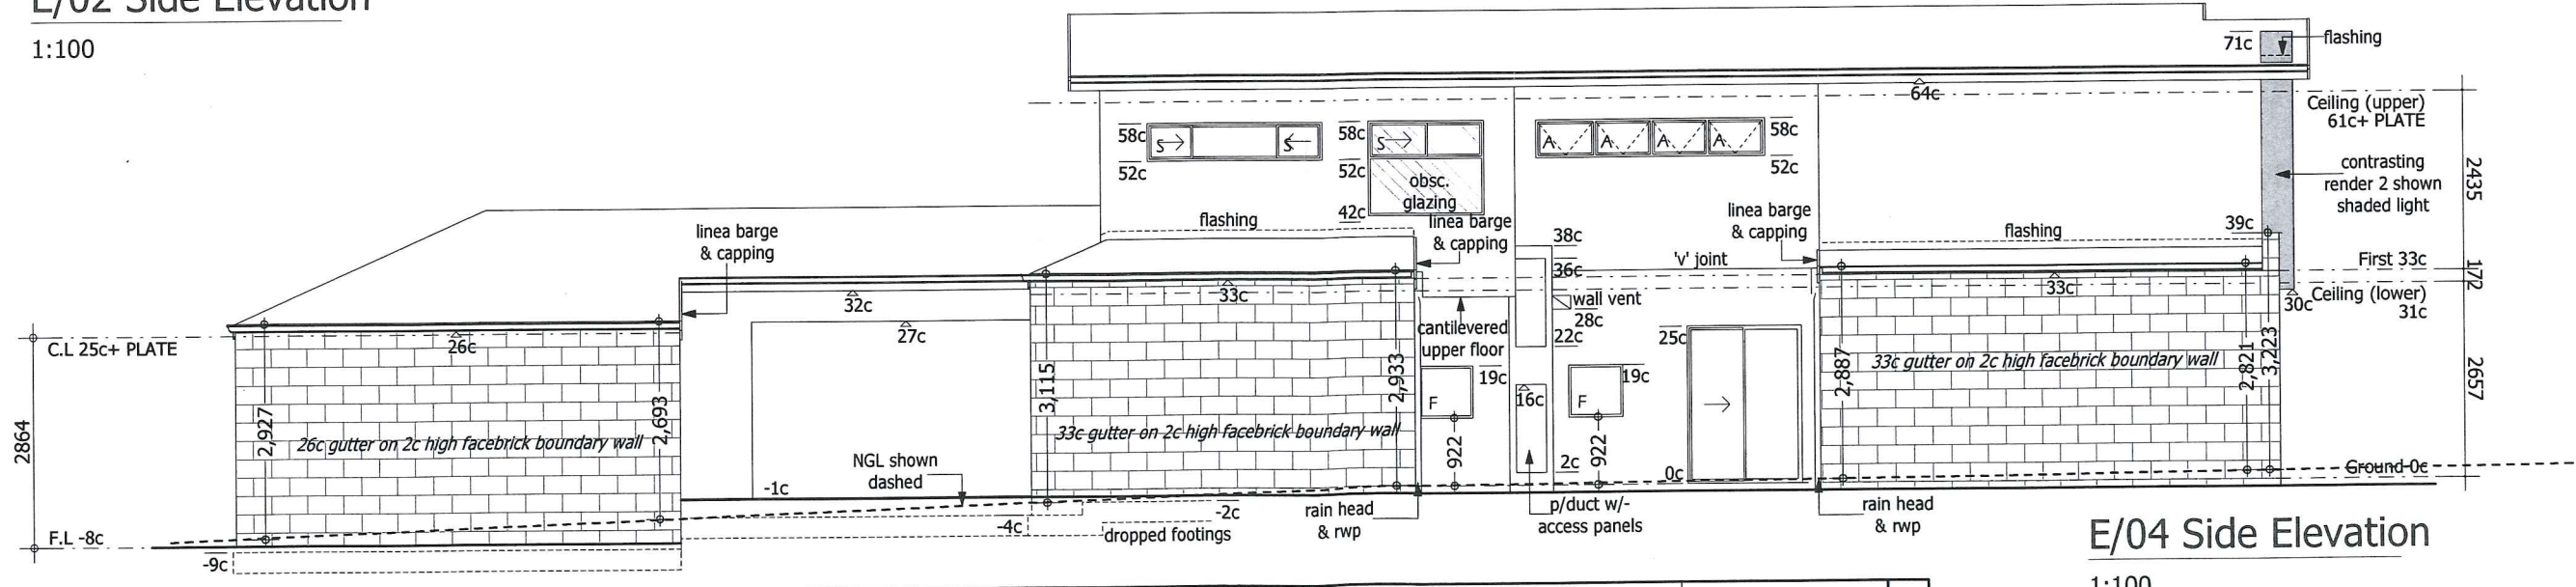 E/02 Side Elevation
1:100
71c
flashing
64c
Ceiling (upper)
61c+ PLATE
58c
S
S
52c
58c
S
52c
obsc.
glazing
42c
A
A
A
A
58c
52c
contrasting
render 2 shown
shaded light
2435
linea barge
& capping
flashing
linea barge
& capping
38c
36c
linea barge
& capping
'v' joint
flashing
39c
First 33c
172
32c
33c
33c
30c
Ceiling (lower)
31c
wall vent
28c
27c
cantilevered
upper floor
22c
25c
C.L 25c+ PLATE
26c
2864
2,927
26c gutter on 2c high facebrick boundary wall
2,693
3,115
33c gutter on 2c high facebrick boundary wall
2,933
F
19c
922
16c
F
19c
922
2,887
33c gutter on 2c high facebrick boundary wall
2,821
3,223
2657
NGL shown
dashed
-1c
2c
0c
Ground 0c
-4c
-2c
dropped footings
rain head
& rwp
p/duct w/-
access panels
rain head
& rwp
F.L -8c
-9c
E/04 Side Elevation
1:100